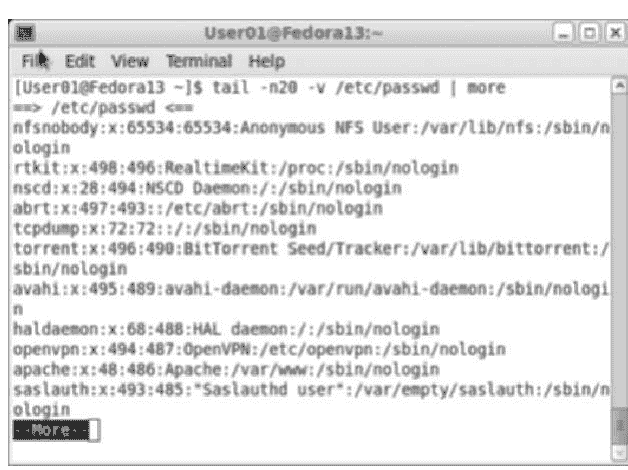 User01@Fedora13:~
File Edit View Terminal Help
[User01@Fedora13 ~]$ tail -n20 -v /etc/passwd | more
==> /etc/passwd <==
nfsnobody:x:65534:65534:Anonymous NFS User:/var/lib/nfs:/sbin/n
ologin
rtkit:x:498:496:RealtimeKit:/proc:/sbin/nologin
nscd:x:28:494:NSCD Daemon:/:/sbin/nologin
abrt:x:497:493::/etc/abrt:/sbin/nologin
tcpdump:x:72:72::/:/sbin/nologin
torrent:x:496:490:BitTorrent Seed/Tracker:/var/lib/bittorrent:/
sbin/nologin
avahi:x:495:489:avahi-daemon:/var/run/avahi-daemon:/sbin/nologi
n
haldaemon:x:68:488:HAL daemon:/:/sbin/nologin
openvpn:x:494:487:OpenVPN:/etc/openvpn:/sbin/nologin
apache:x:48:486:Apache:/var/www:/sbin/nologin
saslauth:x:493:485:"Saslauthd user":/var/empty/saslauth:/sbin/n
ologin
--More--